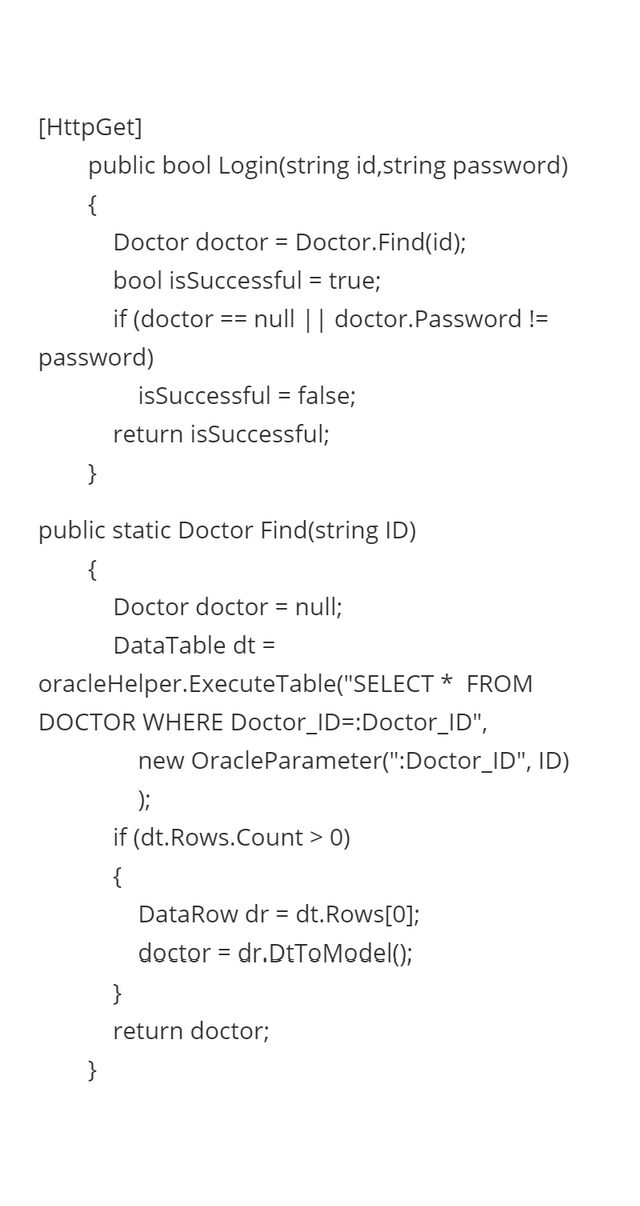 [HttpGet]
public bool Login(string id,string password)
{
Doctor doctor = Doctor.Find(id);
bool isSuccessful = true;
if (doctor == null || doctor.Password !=
password)
isSuccessful = false;
return isSuccessful;
}
public static Doctor Find(string ID)
{
Doctor doctor = null;
DataTable dt =
oracleHelper.ExecuteTable("SELECT *  FROM
DOCTOR WHERE Doctor_ID=:Doctor_ID",
new OracleParameter(":Doctor_ID", ID)
);
if (dt.Rows.Count > 0)
{
DataRow dr = dt.Rows[0];
doctor = dr.DtToModel();
}
return doctor;
}